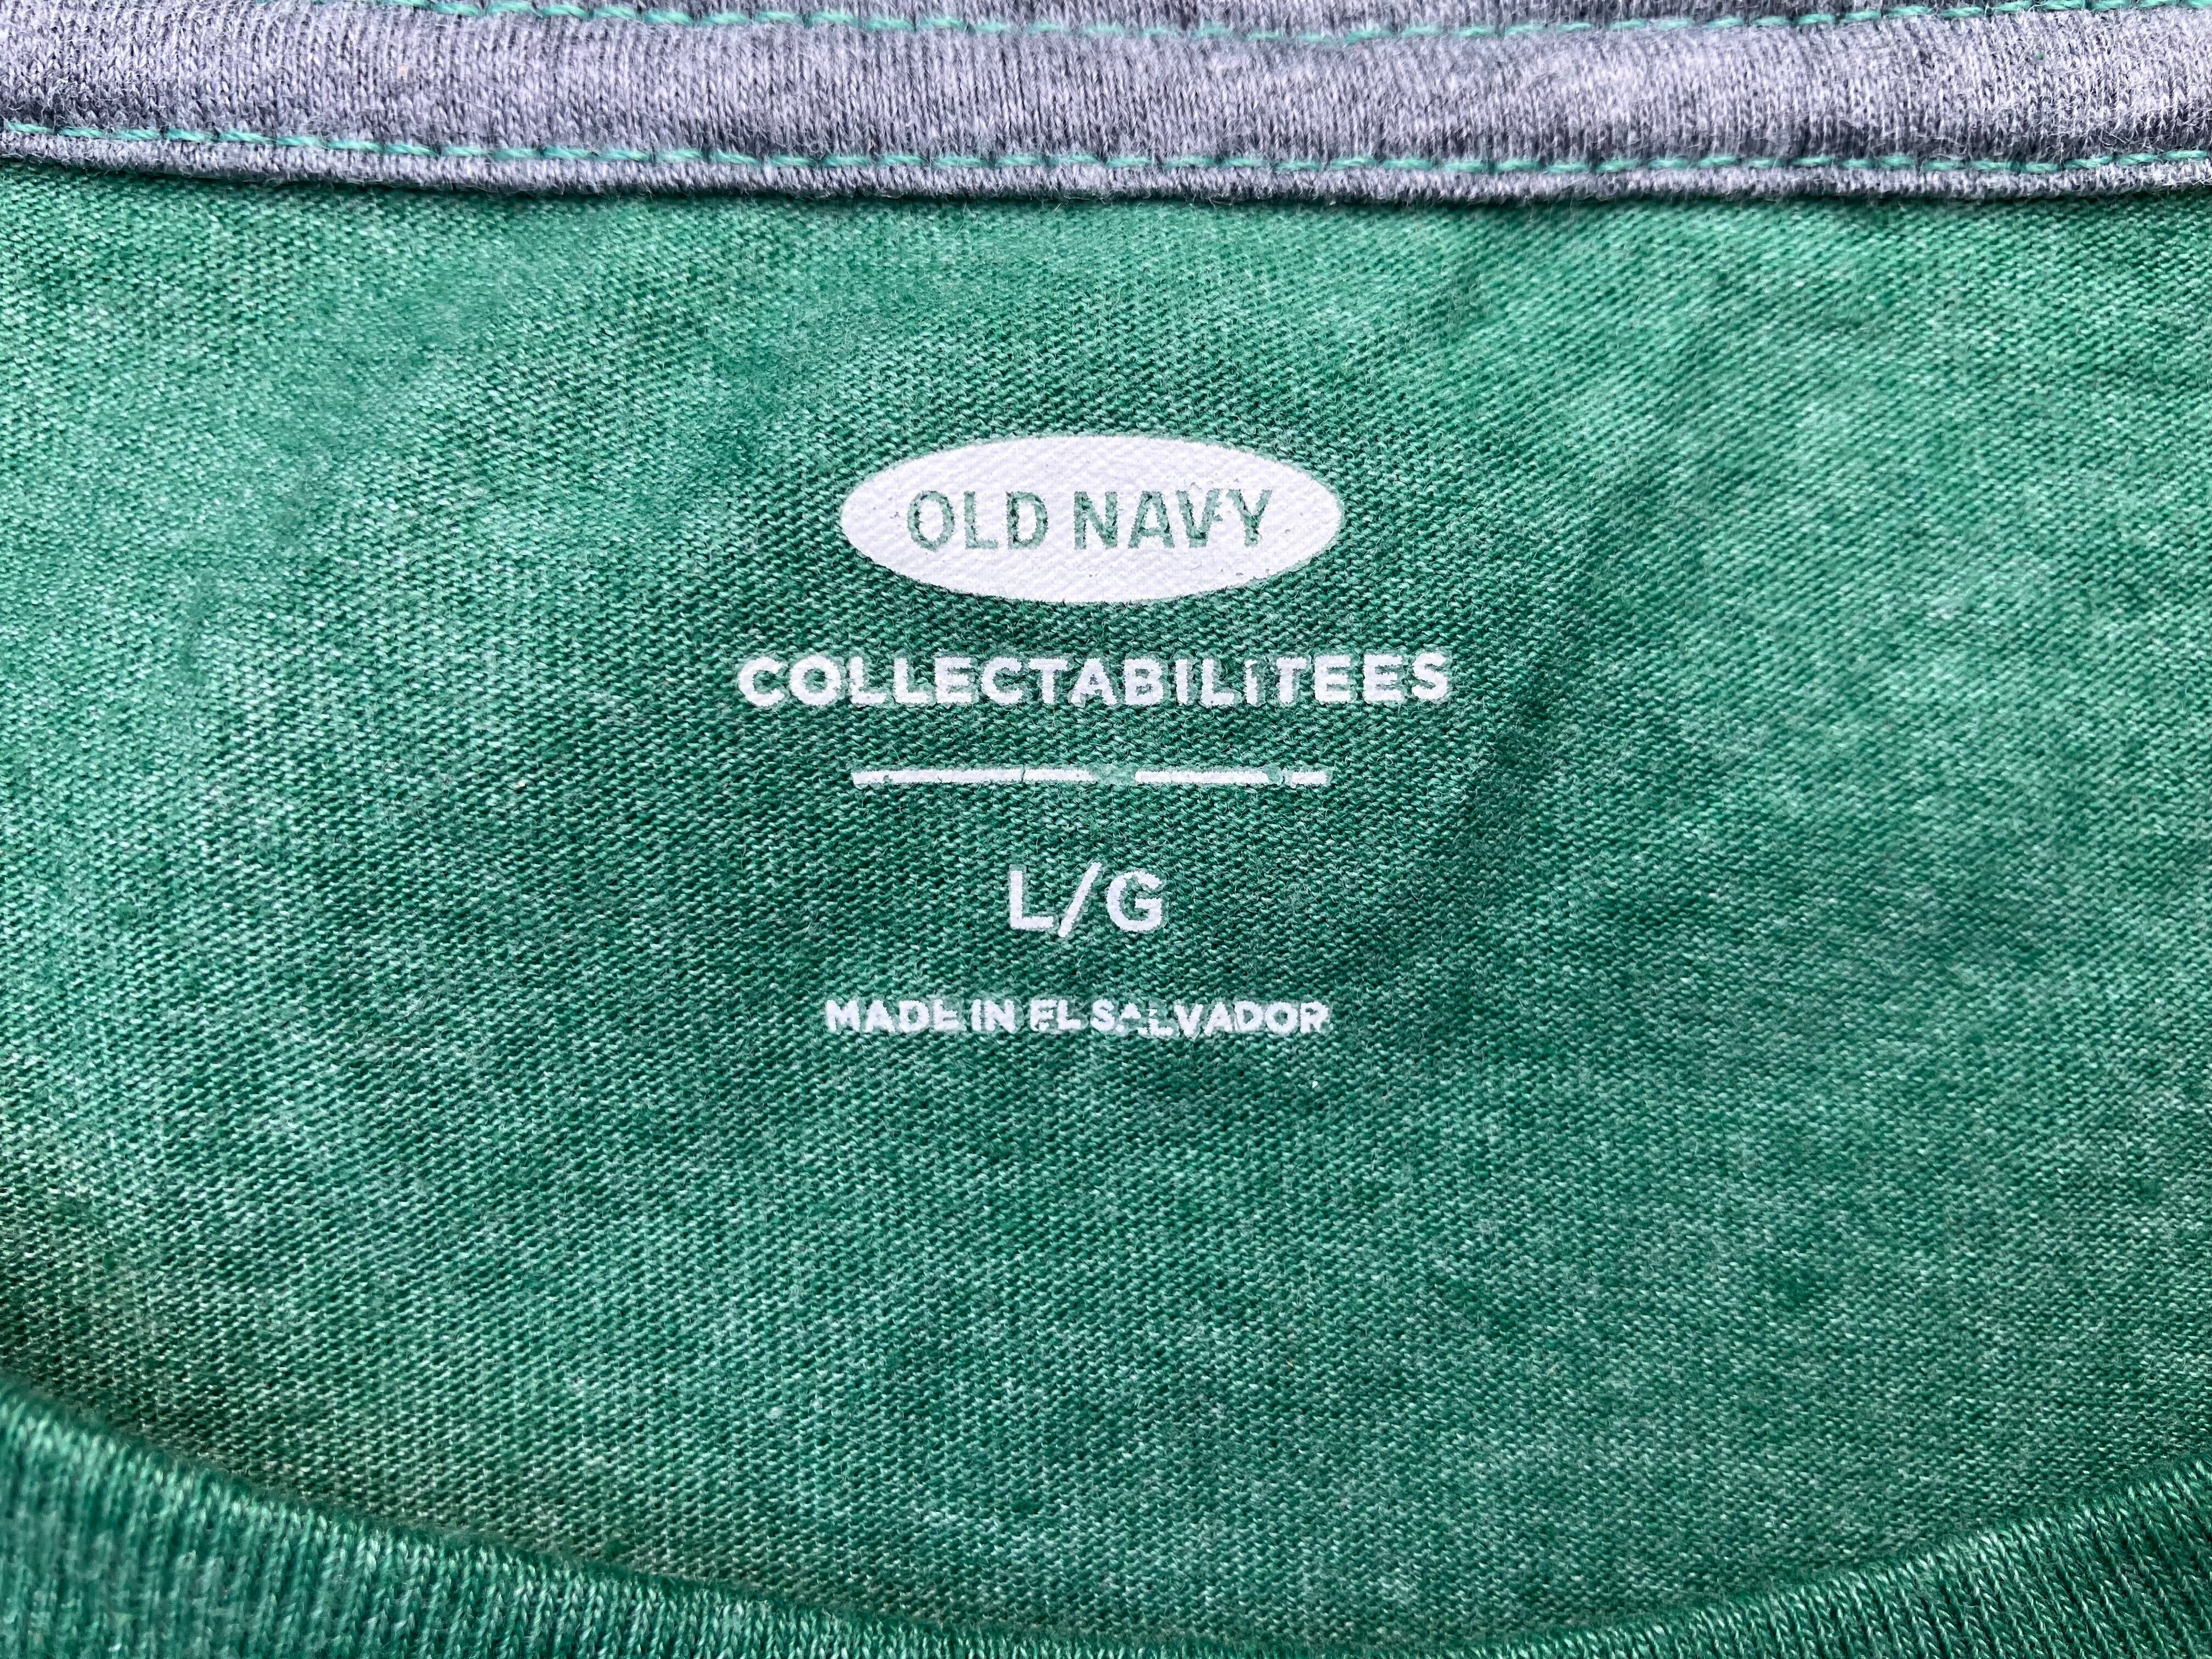 OLD NAVY
COLLECTABILITEES
L/G
MADE IN EL SALVADOR